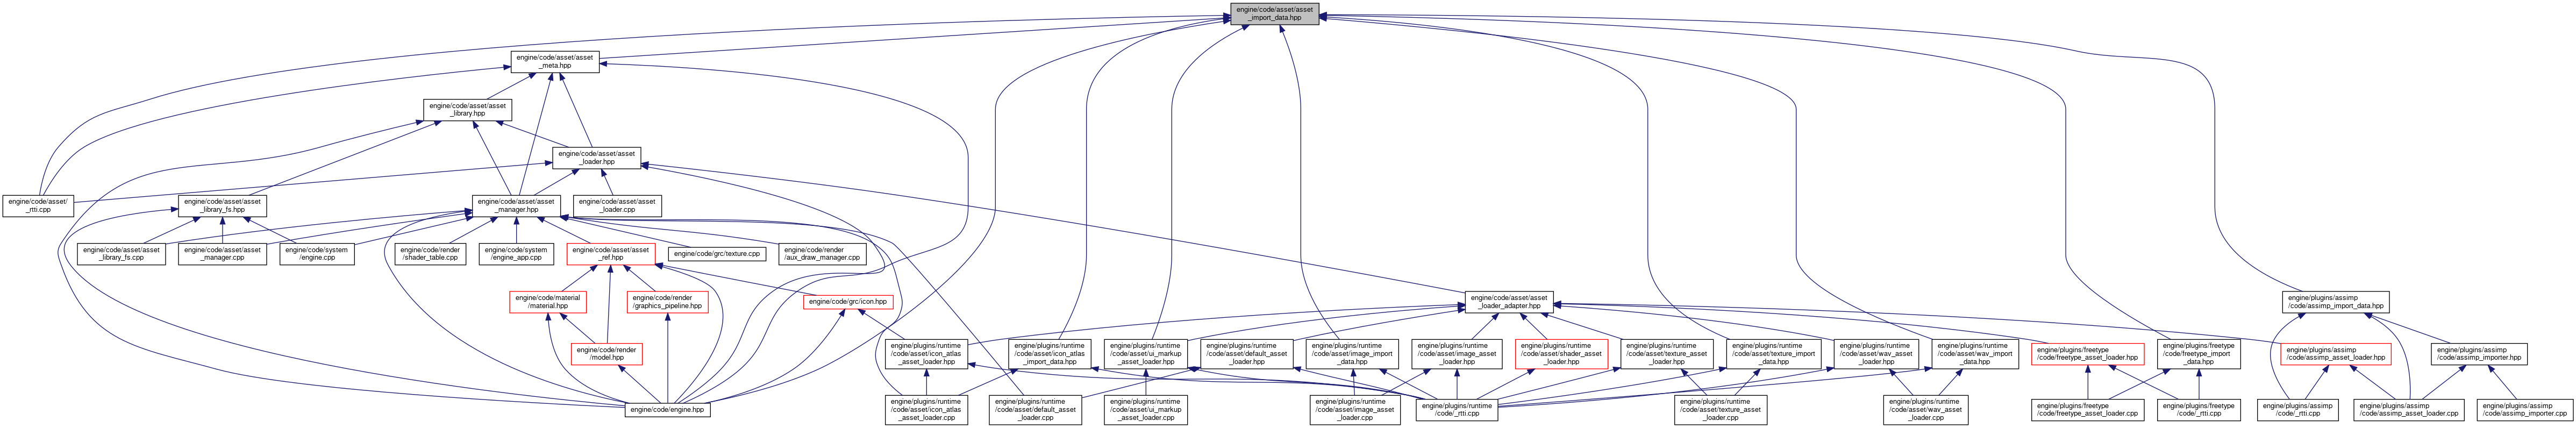 engine/code/asset/asset
_import_data.hpp
engine/code/asset/asset
_meta.hpp
engine/code/asset/asset
_library.hpp
engine/code/asset/asset
_loader.hpp
engine/code/asset/
_rtti.cpp
engine/code/asset/asset
_library_fs.hpp
engine/code/asset/asset
_manager.hpp
engine/code/asset/asset
_loader.cpp
engine/code/asset/asset
_library_fs.cpp
engine/code/asset/asset
_manager.cpp
engine/code/system
/engine.cpp
engine/code/render
/shader_table.cpp
engine/code/system
/engine_app.cpp
engine/code/asset/asset
_ref.hpp
engine/code/grc/texture.cpp
engine/code/render
/aux_draw_manager.cpp
engine/code/material
/material.hpp
engine/code/render
/graphics_pipeline.hpp
engine/code/grc/icon.hpp
engine/code/asset/asset
_loader_adapter.hpp
engine/plugins/assimp
/code/assimp_import_data.hpp
engine/code/render
/model.hpp
engine/plugins/runtime
/code/asset/icon_atlas
_asset_loader.hpp
engine/plugins/runtime
/code/asset/icon_atlas
_import_data.hpp
engine/plugins/runtime
/code/asset/ui_markup
_asset_loader.hpp
engine/plugins/runtime
/code/asset/default_asset
_loader.hpp
engine/plugins/runtime
/code/asset/image_import
_data.hpp
engine/plugins/runtime
/code/asset/image_asset
_loader.hpp
engine/plugins/runtime
/code/asset/shader_asset
_loader.hpp
engine/plugins/runtime
/code/asset/texture_asset
_loader.hpp
engine/plugins/runtime
/code/asset/texture_import
_data.hpp
engine/plugins/runtime
/code/asset/wav_asset
_loader.hpp
engine/plugins/runtime
/code/asset/wav_import
_data.hpp
engine/plugins/freetype
/code/freetype_asset_loader.hpp
engine/plugins/freetype
/code/freetype_import
_data.hpp
engine/plugins/assimp
/code/assimp_asset_loader.hpp
engine/plugins/assimp
/code/assimp_importer.hpp
engine/code/engine.hpp
engine/plugins/runtime
/code/asset/icon_atlas
_asset_loader.cpp
engine/plugins/runtime
/code/asset/default_asset
_loader.cpp
engine/plugins/runtime
/code/asset/ui_markup
_asset_loader.cpp
engine/plugins/runtime
/code/asset/image_asset
_loader.cpp
engine/plugins/runtime
/code/_rtti.cpp
engine/plugins/runtime
/code/asset/texture_asset
_loader.cpp
engine/plugins/runtime
/code/asset/wav_asset
_loader.cpp
engine/plugins/freetype
/code/freetype_asset_loader.cpp
engine/plugins/freetype
/code/_rtti.cpp
engine/plugins/assimp
/code/_rtti.cpp
engine/plugins/assimp
/code/assimp_asset_loader.cpp
engine/plugins/assimp
/code/assimp_importer.cpp